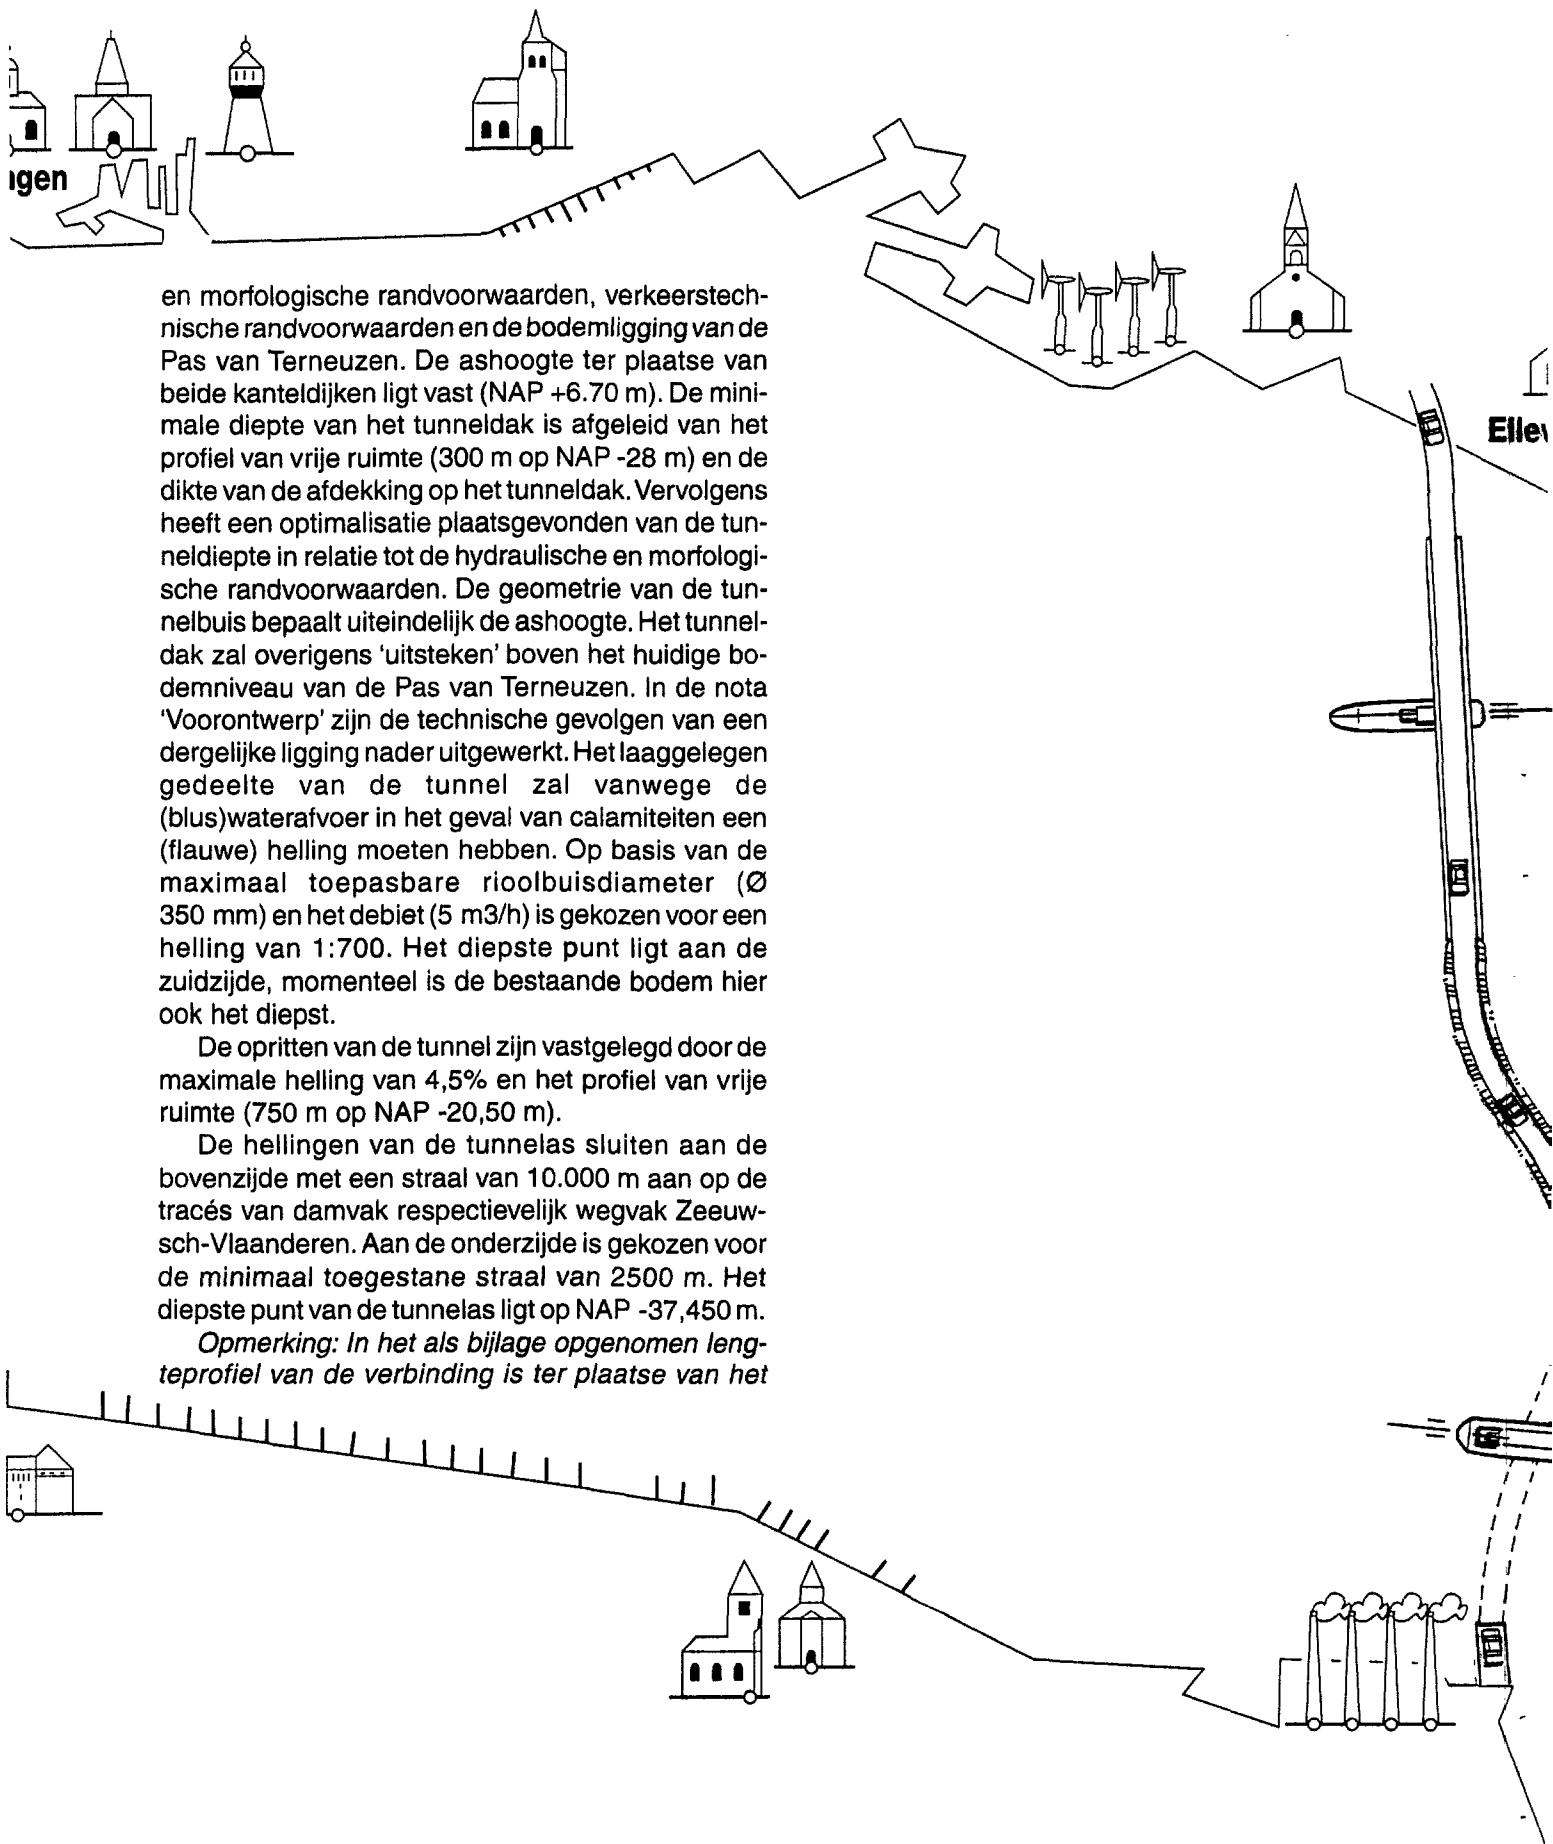 en morfologische randvoorwaarden, verkeerstech-
nische randvoorwaarden en de bodemligging van de
Pas van Terneuzen. De ashoogte ter plaatse van
beide kanteldijken ligt vast (NAP +6.70 m). De mini-
male diepte van het tunneldak is afgeleid van het
profiel van vrije ruimte (300 m op NAP -28 m) en de
dikte van de afdekking op het tunneldak. Vervolgens
heeft een optimalisatie plaatsgevonden van de tun-
neldiepte in relatie tot de hydraulische en morfologi-
sche randvoorwaarden. De geometrie van de tun-
nelbuis bepaalt uiteindelijk de ashoogte. Het tunnel-
dak zal overigens 'uitsteken' boven het huidige bo-
demniveau van de Pas van Terneuzen. In de nota
'Voorontwerp' zijn de technische gevolgen van een
dergelijke ligging nader uitgewerkt. Het laaggelegen
gedeelte van de tunnel zal vanwege de
(blus)waterafvoer in het geval van calamiteiten een
(flauwe) helling moeten hebben. Op basis van de
maximaal toepasbare rioolbuisdiameter (Ø
350 mm) en het debiet (5 m3/h) is gekozen voor een
helling van 1:700. Het diepste punt ligt aan de
zuidzijde, momenteel is de bestaande bodem hier
ook het diepst.
De opritten van de tunnel zijn vastgelegd door de
maximale helling van 4,5% en het profiel van vrije
ruimte (750 m op NAP -20,50 m).
De hellingen van de tunnelas sluiten aan de
bovenzijde met een straal van 10.000 m aan op de
tracés van damvak respectievelijk wegvak Zeeuw-
sch-Vlaanderen. Aan de onderzijde is gekozen voor
de minimaal toegestane straal van 2500 m. Het
diepste punt van de tunnelas ligt op NAP -37,450 m.
Opmerking: In het als bijlage opgenomen leng-
teprofiel van de verbinding is ter plaatse van het